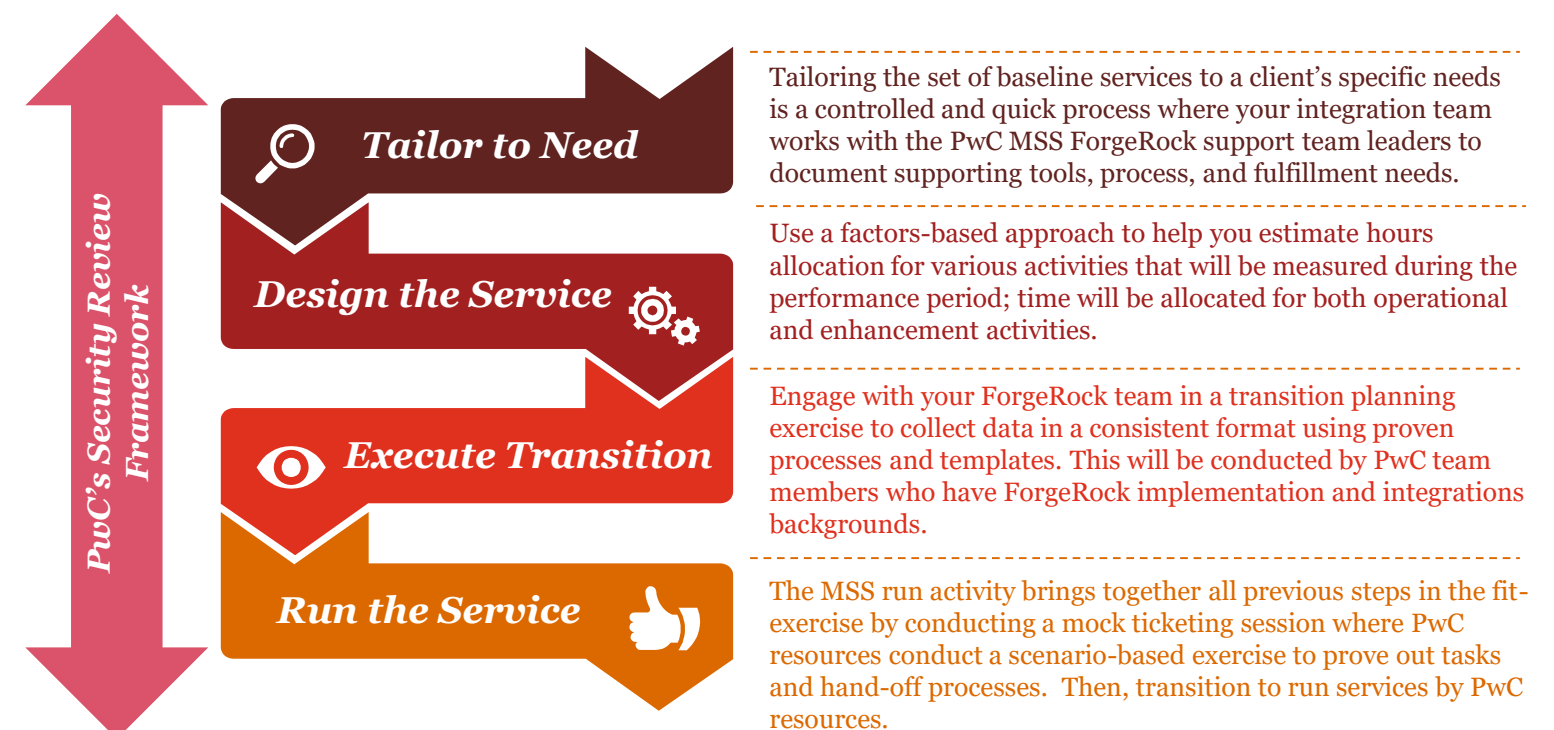 PwC's Security Review
Framework
Tailor to Need
Tailoring the set of baseline services to a client's specific needs
is a controlled and quick process where your integration team
works with the PwC MSS ForgeRock support team leaders to
document supporting tools, process, and fulfillment needs.
Design the Service
Use a factors-based approach to help you estimate hours
allocation for various activities that will be measured during the
performance period; time will be allocated for both operational
and enhancement activities.
Execute Transition
Engage with your ForgeRock team in a transition planning
exercise to collect data in a consistent format using proven
processes and templates. This will be conducted by PwC team
members who have ForgeRock implementation and integrations
backgrounds.
Run the Service
The MSS run activity brings together all previous steps in the fit-
exercise by conducting a mock ticketing session where PwC
resources conduct a scenario-based exercise to prove out tasks
and hand-off processes.  Then, transition to run services by PwC
resources.